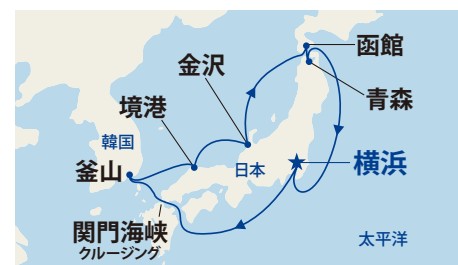 函館
金沢
青森
境港
韓国
日本
横浜
釜山
関門海峡
クルージング
太平洋